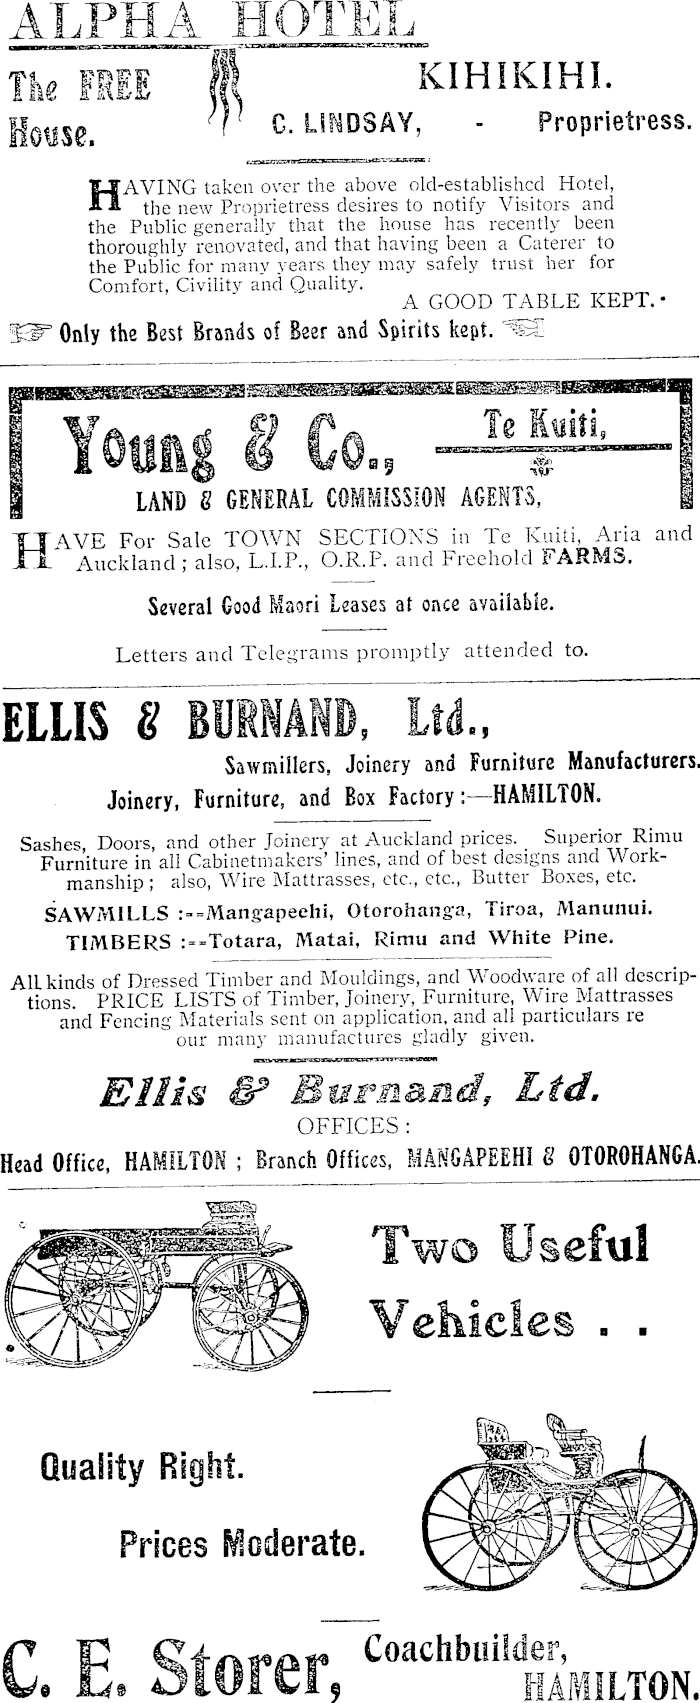 ALPHA HOTEL
The FREE House.
KIHIKIHI.
C. LINDSAY, - Proprietress.
HAVING taken over the above old-established Hotel,
the new Proprietress desires to notify Visitors and
the Public generally that the house has recently been
thoroughly renovated, and that having been a Caterer to
the Public for many years they may safely trust her for
Comfort, Civility and Quality.
A GOOD TABLE KEPT.
Only the Best Brands of Beer and Spirits kept.
Young & Co., Te Kuiti,
LAND & GENERAL COMMISSION AGENTS,
HAVE For Sale TOWN SECTIONS in Te Kuiti, Aria and
Auckland; also, L.I.P., O.R.P. and Freehold FARMS.
Several Good Maori Leases at once available.
Letters and Telegrams promptly attended to.
ELLIS & BURNAND, Ltd.,
Sawmillers, Joinery and Furniture Manufacturers.
Joinery, Furniture, and Box Factory:—HAMILTON.
Sashes, Doors, and other Joinery at Auckland prices. Superior Rimu
Furniture in all Cabinetmakers' lines, and of best designs and Work-
manship; also, Wire Mattrasses, etc., etc., Butter Boxes, etc.
SAWMILLS :--Mangapeehi, Otorohanga, Tiroa, Manunui.
TIMBERS :--Totara, Matai, Rimu and White Pine.
All kinds of Dressed Timber and Mouldings, and Woodware of all descrip-
tions. PRICE LISTS of Timber, Joinery, Furniture, Wire Mattrasses
and Fencing Materials sent on application, and all particulars re
our many manufactures gladly given.
Ellis & Burnand, Ltd.
OFFICES:
Head Office, HAMILTON; Branch Offices, MANGAPEEHI & OTOROHANGA.
Two Useful
Vehicles . .
Quality Right.
Prices Moderate.
C. E. Storer, Coachbuilder,
HAMILTON.